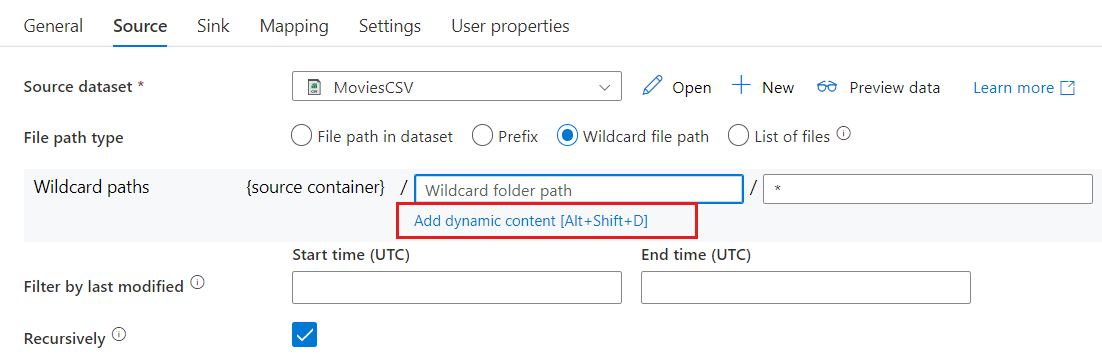 General Source Sink Mapping Settings User properties
Source dataset * MoviesCSV Open New Preview data Learn more
File path type File path in dataset Prefix Wildcard file path List of files
Wildcard paths {source container} / Wildcard folder path / *
Add dynamic content [Alt+Shift+D]
Start time (UTC) End time (UTC)
Filter by last modified
Recursively